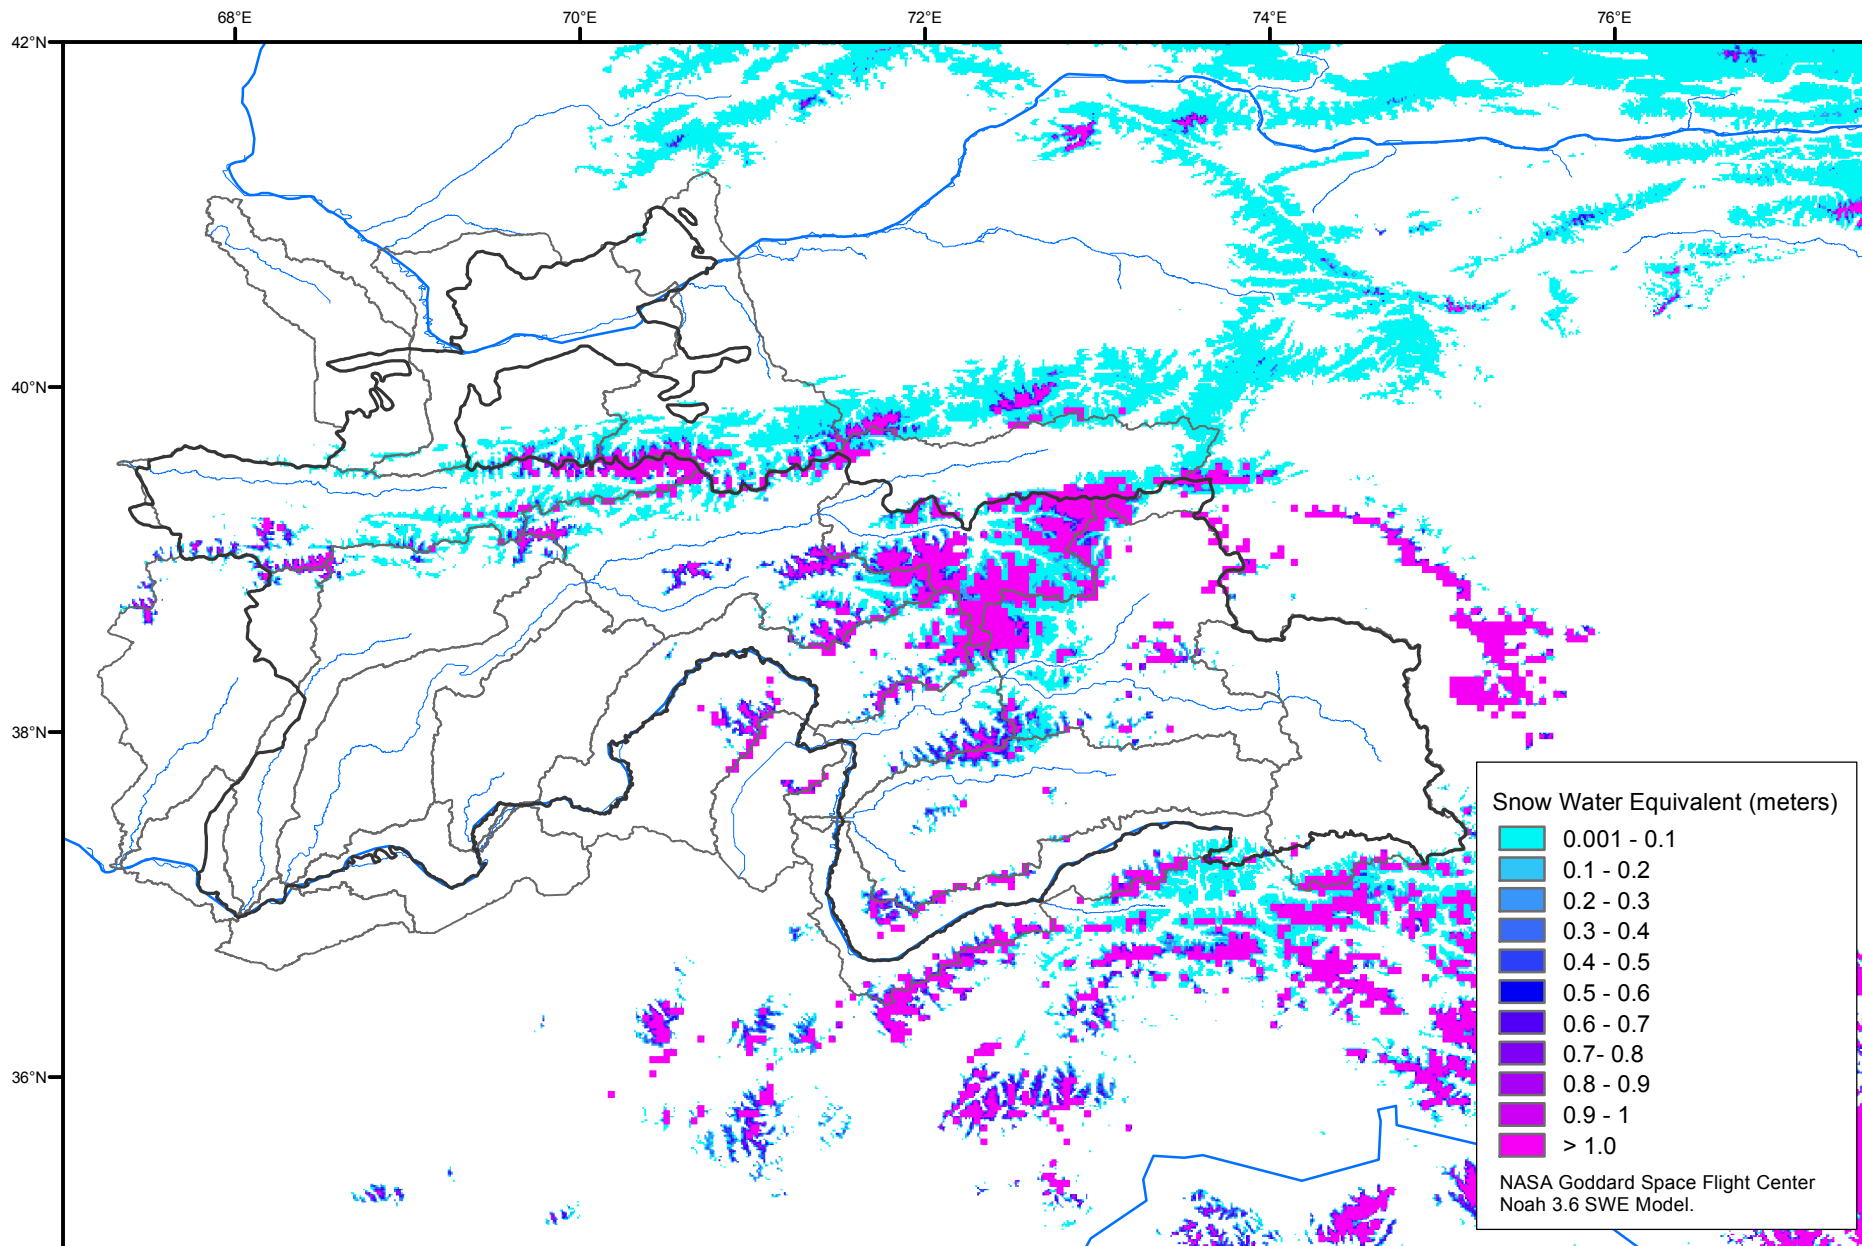 68°E 70°E 72°E 74°E 76°E
42°N
40°N
38°N
36°N
Snow Water Equivalent (meters)
0.001 - 0.1
0.1 - 0.2
0.2 - 0.3
0.3 - 0.4
0.4 - 0.5
0.5 - 0.6
0.6 - 0.7
0.7- 0.8
0.8 - 0.9
0.9 - 1
> 1.0
NASA Goddard Space Flight Center
Noah 3.6 SWE Model.